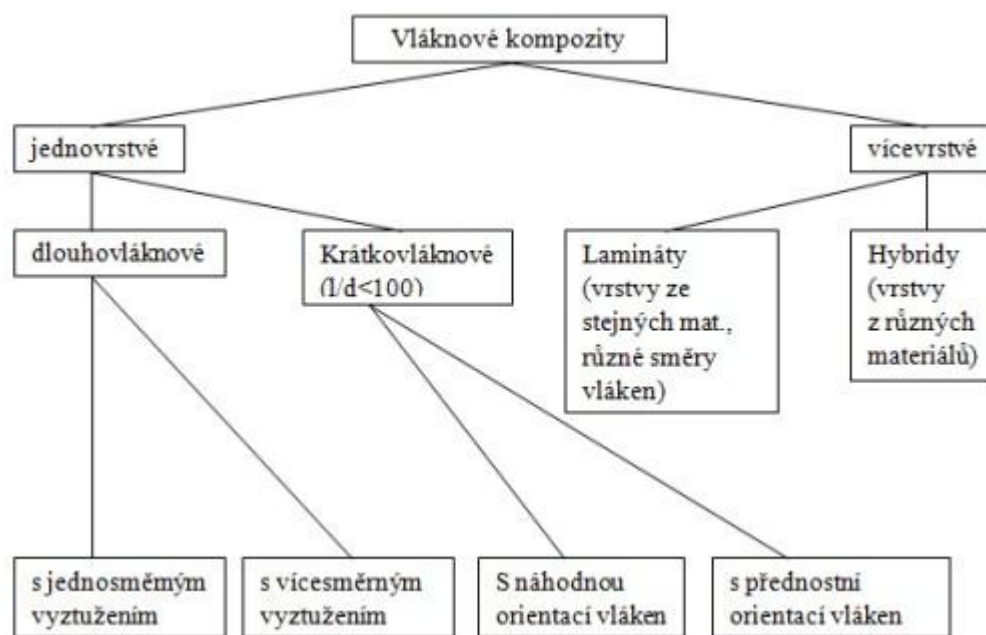 Vláknové kompozity
jednovrstvé
vícevrstvé
dlouhovláknové
Krátkovláknové
(l/d<100)
Lamináty
(vrstvy ze
stejných mat.,
různé směry
vláken)
Hybridy
(vrstvy
z různých
materiálů)
s jednosměrným
vyztužením
s vícesměrným
vyztužením
S náhodnou
orientací vláken
s přednostní
orientací vláken